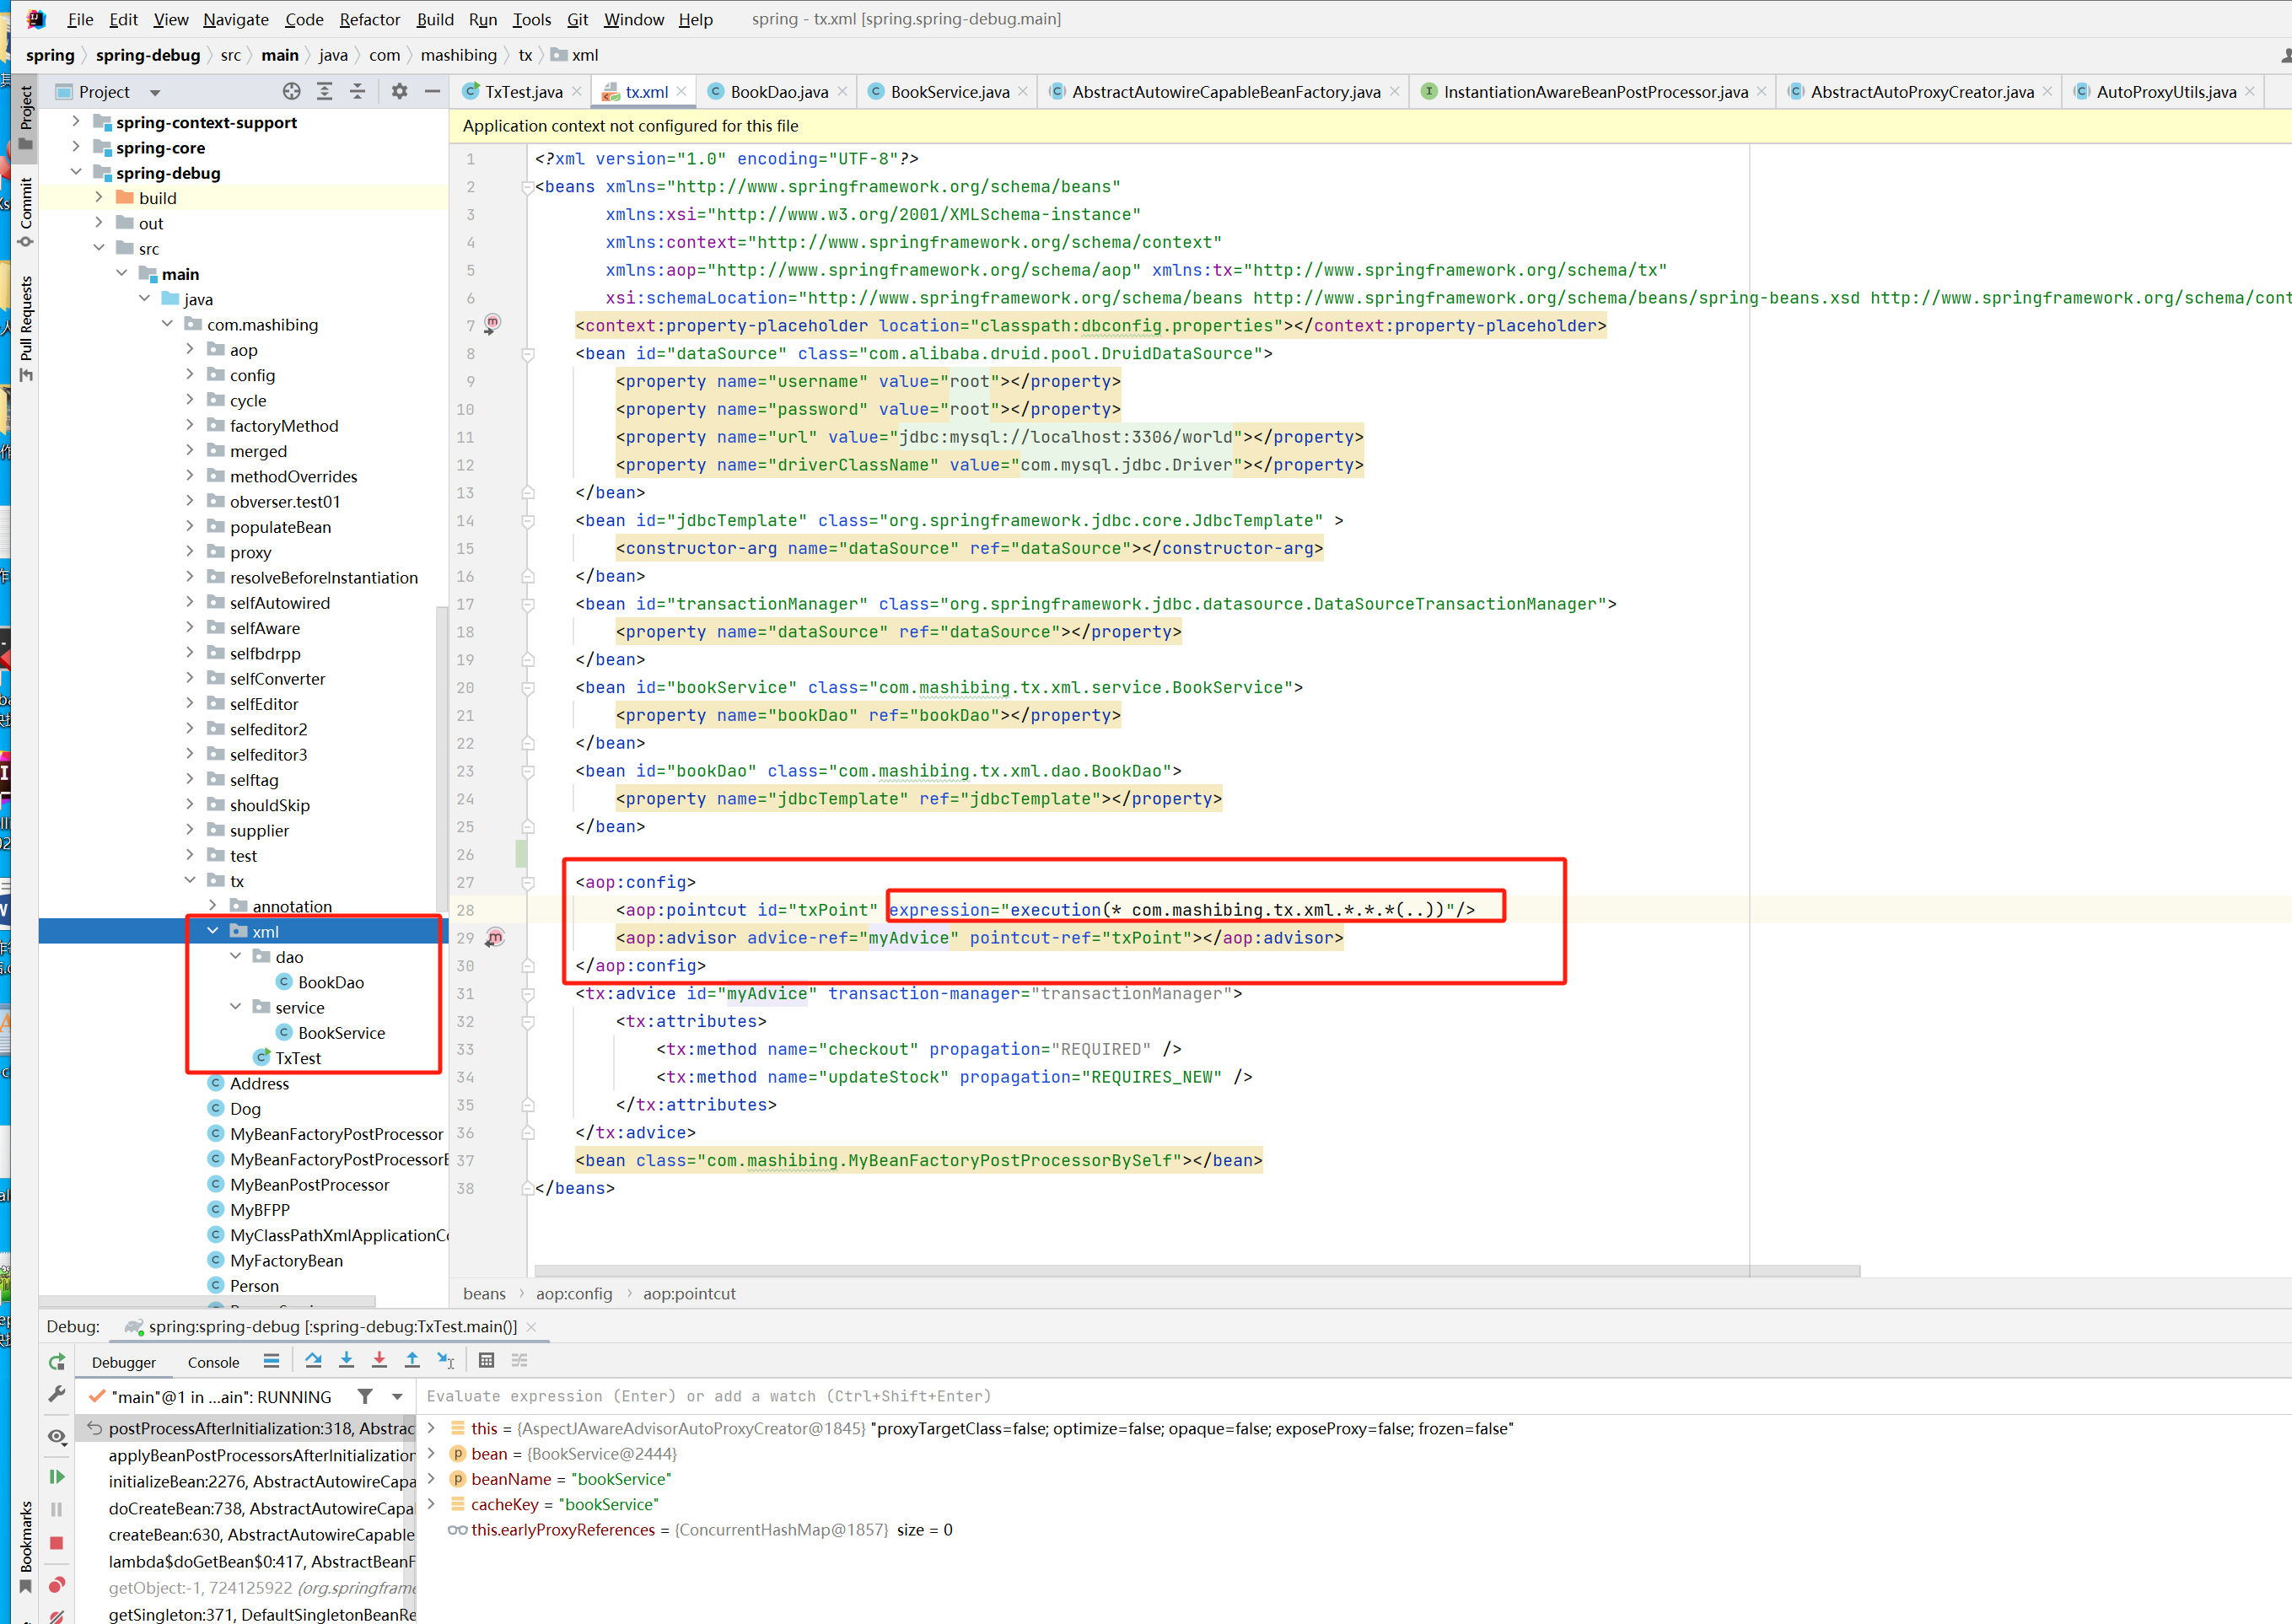 File Edit View Navigate Code Refactor Build Run Tools Git Window Help spring - tx.xml [spring.spring-debug.main]
spring spring-debug src main java com mashibing tx xml
Project
TxTest.java tx.xml BookDao.java BookService.java AbstractAutowireCapableBeanFactory.java InstantiationAwareBeanPostProcessor.java AbstractAutoProxyCreator.java AutoProxyUtils.java
Project
Commit
Pull Requests
Bookmarks
spring-context-support
spring-core
spring-debug
build
out
src
main
java
com.mashibing
aop
config
cycle
factoryMethod
merged
methodOverrides
obverser.test01
populateBean
proxy
resolveBeforeInstantiation
selfAutowired
selfAware
selfbdrpp
selfConverter
selfEditor
selfeditor2
selfeditor3
selftag
shouldSkip
supplier
test
tx
annotation
xml
dao
BookDao
service
BookService
TxTest
Address
Dog
MyBeanFactoryPostProcessor
MyBeanFactoryPostProcessorB
MyBeanPostProcessor
MyBFPP
MyClassPathXmlApplicationCo
MyFactoryBean
Person
Application context not configured for this file
1 <?xml version="1.0" encoding="UTF-8"?>
2 <beans xmlns="http://www.springframework.org/schema/beans"
3 xmlns:xsi="http://www.w3.org/2001/XMLSchema-instance"
4 xmlns:context="http://www.springframework.org/schema/context"
5 xmlns:aop="http://www.springframework.org/schema/aop" xmlns:tx="http://www.springframework.org/schema/tx"
6 xsi:schemaLocation="http://www.springframework.org/schema/beans http://www.springframework.org/schema/beans/spring-beans.xsd http://www.springframework.org/schema/cont
7 <context:property-placeholder location="classpath:dbconfig.properties"></context:property-placeholder>
8 <bean id="dataSource" class="com.alibaba.druid.pool.DruidDataSource">
9 <property name="username" value="root"></property>
10 <property name="password" value="root"></property>
11 <property name="url" value="jdbc:mysql://localhost:3306/world"></property>
12 <property name="driverClassName" value="com.mysql.jdbc.Driver"></property>
13 </bean>
14 <bean id="jdbcTemplate" class="org.springframework.jdbc.core.JdbcTemplate" >
15 <constructor-arg name="dataSource" ref="dataSource"></constructor-arg>
16 </bean>
17 <bean id="transactionManager" class="org.springframework.jdbc.datasource.DataSourceTransactionManager">
18 <property name="dataSource" ref="dataSource"></property>
19 </bean>
20 <bean id="bookService" class="com.mashibing.tx.xml.service.BookService">
21 <property name="bookDao" ref="bookDao"></property>
22 </bean>
23 <bean id="bookDao" class="com.mashibing.tx.xml.dao.BookDao">
24 <property name="jdbcTemplate" ref="jdbcTemplate"></property>
25 </bean>
26
27 <aop:config>
28 <aop:pointcut id="txPoint" expression="execution(* com.mashibing.tx.xml.*.*.*(..))"/>
29 <aop:advisor advice-ref="myAdvice" pointcut-ref="txPoint"></aop:advisor>
30 </aop:config>
31 <tx:advice id="myAdvice" transaction-manager="transactionManager">
32 <tx:attributes>
33 <tx:method name="checkout" propagation="REQUIRED" />
34 <tx:method name="updateStock" propagation="REQUIRES_NEW" />
35 </tx:attributes>
36 </tx:advice>
37 <bean class="com.mashibing.MyBeanFactoryPostProcessorBySelf"></bean>
38 </beans>
beans aop:config aop:pointcut
Debug: spring:spring-debug [:spring-debug:TxTest.main()]
Debugger Console
"main"@1 in ...ain": RUNNING
Evaluate expression (Enter) or add a watch (Ctrl+Shift+Enter)
postProcessAfterInitialization:318, Abstrac
applyBeanPostProcessorsAfterInitialization
initializeBean:2276, AbstractAutowireCapa
doCreateBean:738, AbstractAutowireCapa
createBean:630, AbstractAutowireCapable
lambda$doGetBean$0:417, AbstractBeanF
getObject:-1, 724125922 (org.springframe
getSingleton:371, DefaultSingletonBeanRe
this = {AspectJAwareAdvisorAutoProxyCreator@1845} "proxyTargetClass=false; optimize=false; opaque=false; exposeProxy=false; frozen=false"
bean = {BookService@2444}
beanName = "bookService"
cacheKey = "bookService"
this.earlyProxyReferences = {ConcurrentHashMap@1857} size = 0